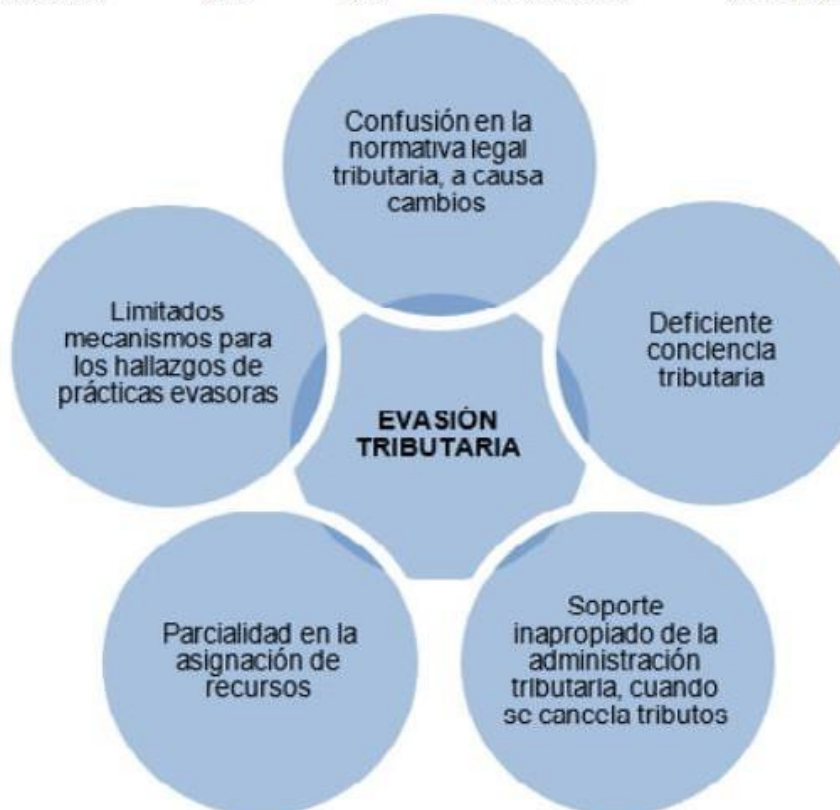 Confusión en la
normativa legal
tributaria, a causa
cambios
Deficiente
conciencia
tributaria
Soporte
inapropiado de la
administración
tributaria, cuando
se cancela tributos
Parcialidad en la
asignación de
recursos
Limitados
mecanismos para
los hallazgos de
prácticas evasoras
EVASIÓN
TRIBUTARIA